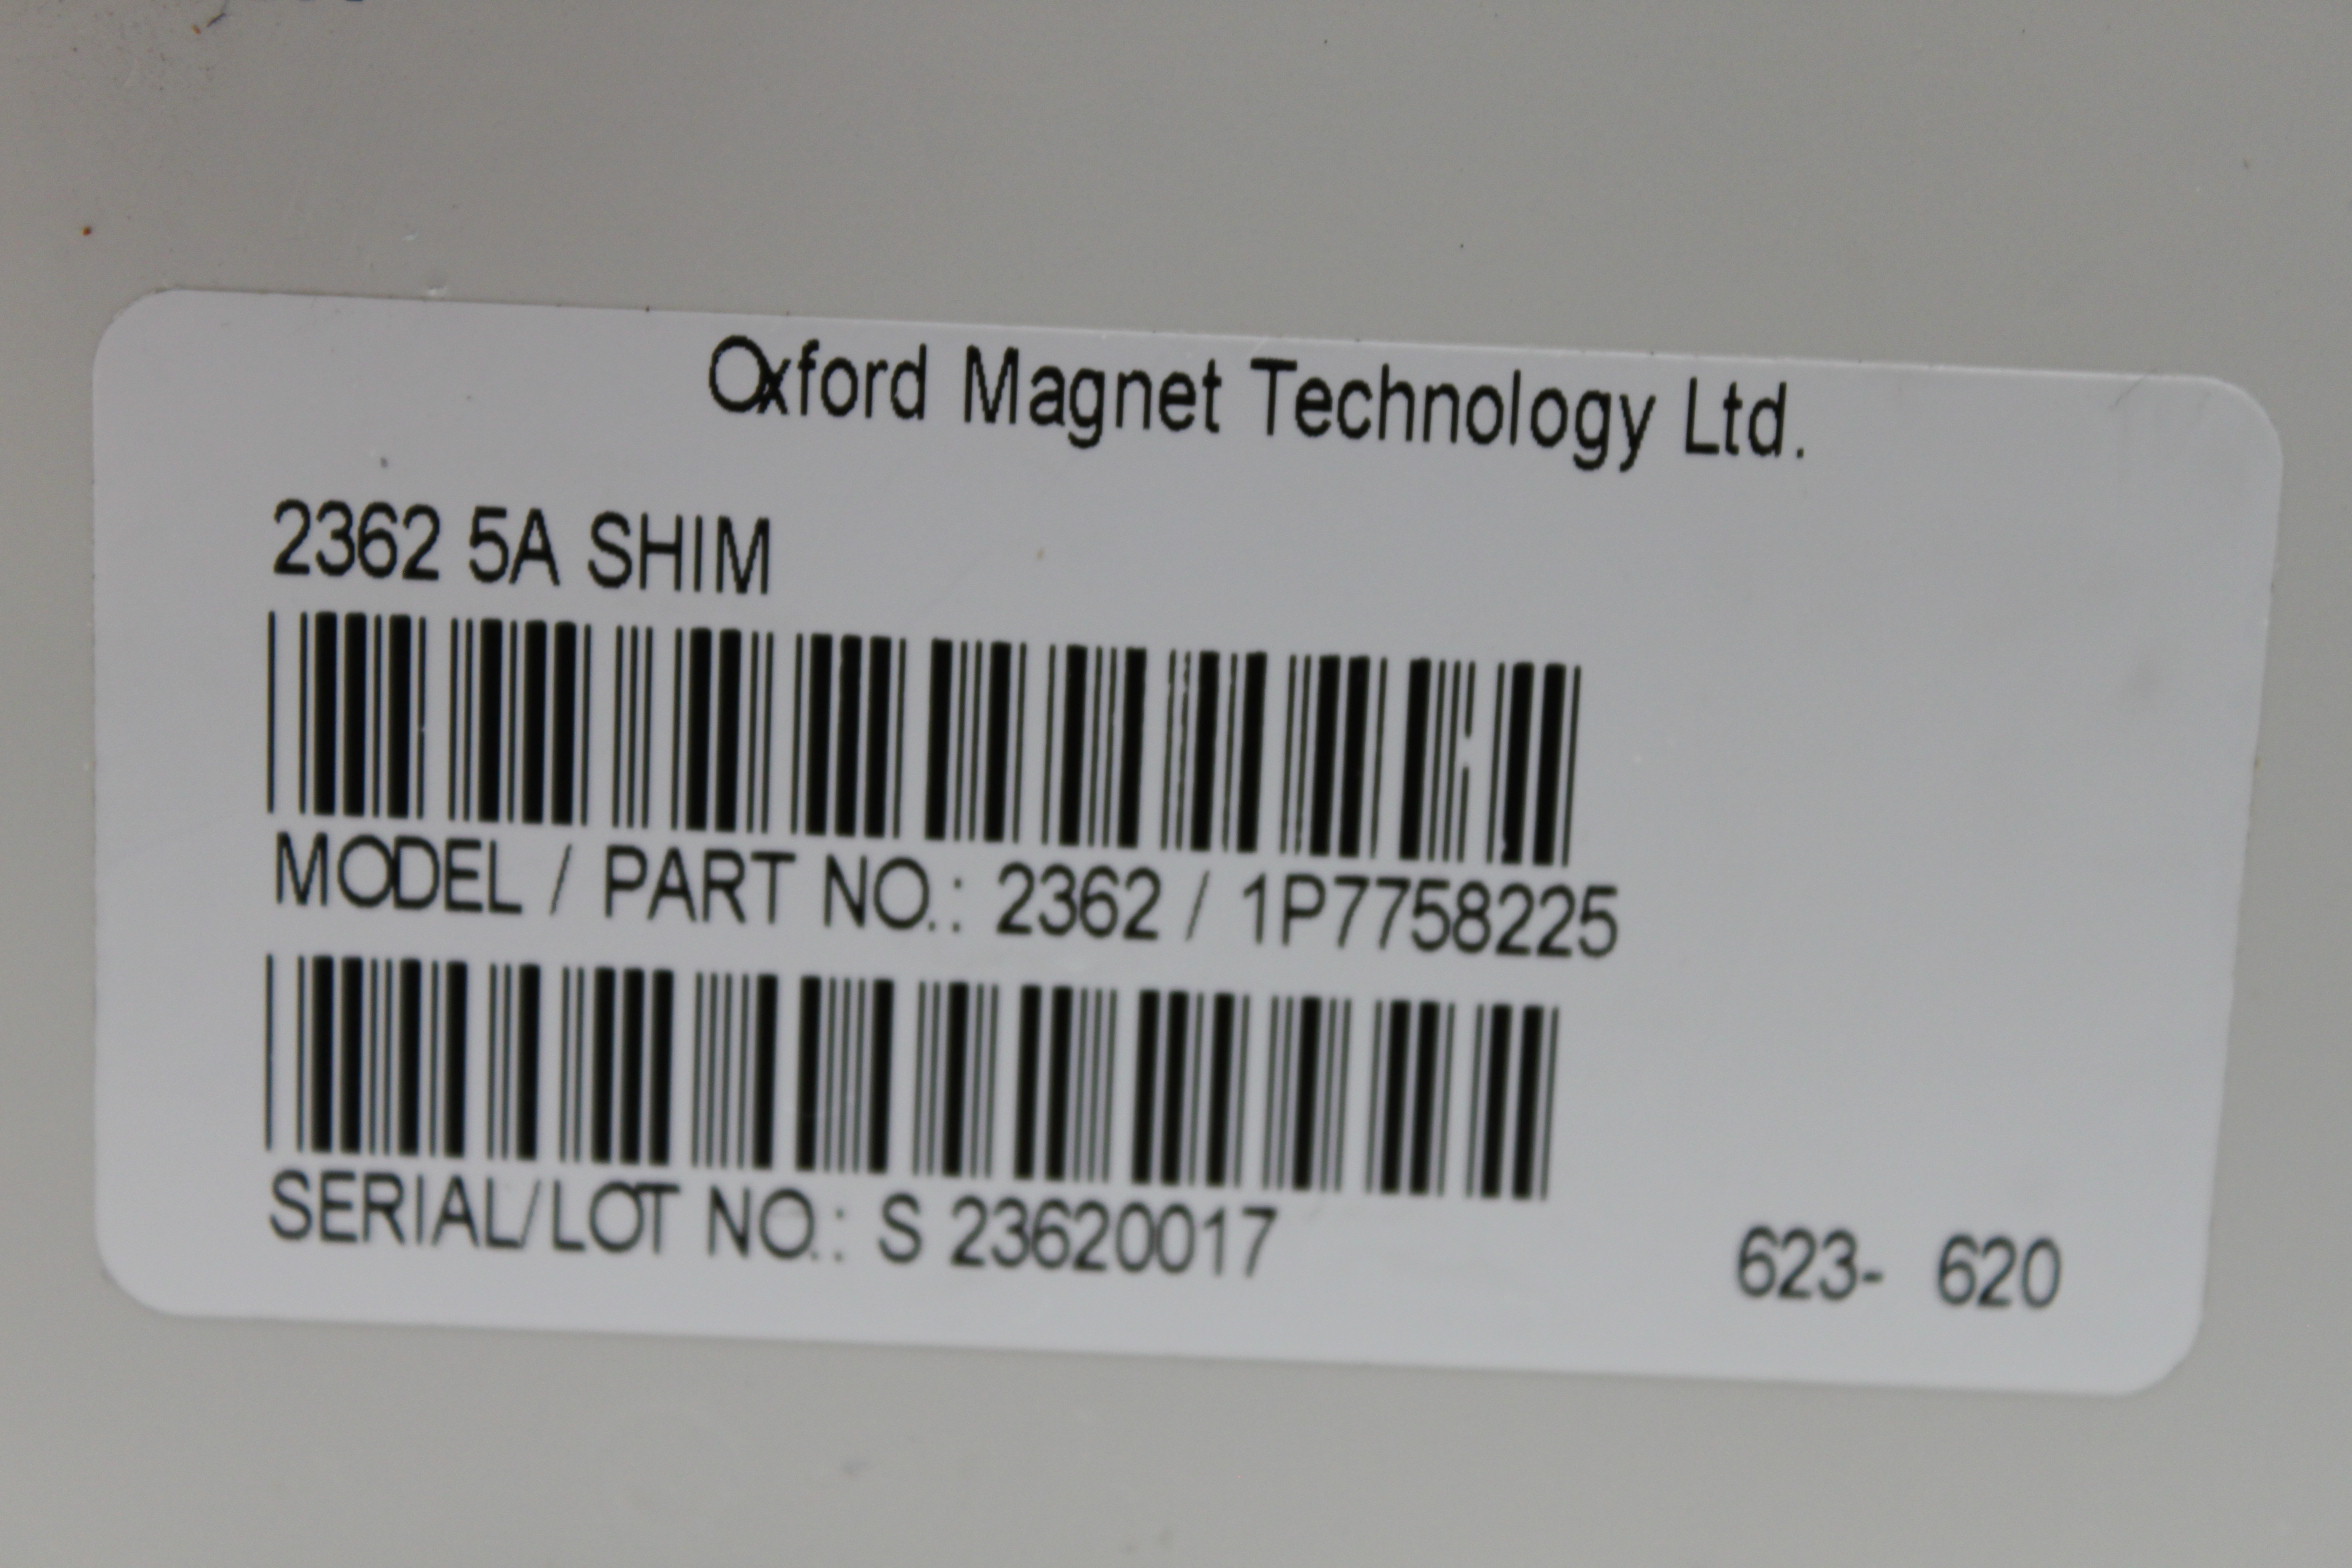 Oxford Magnet Technology Ltd.
2362 5A SHIM
MODEL / PART NO.: 2362 / 1P7758225
SERIAL/LOT NO.: S 23620017 623- 620